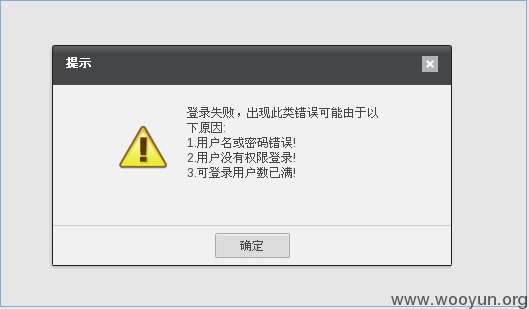 提示
登录失败，出现此类错误可能由于以
下原因:
1.用户名或密码错误!
2.用户没有权限登录!
3.可登录用户数已满!
确定
www.wooyun.org